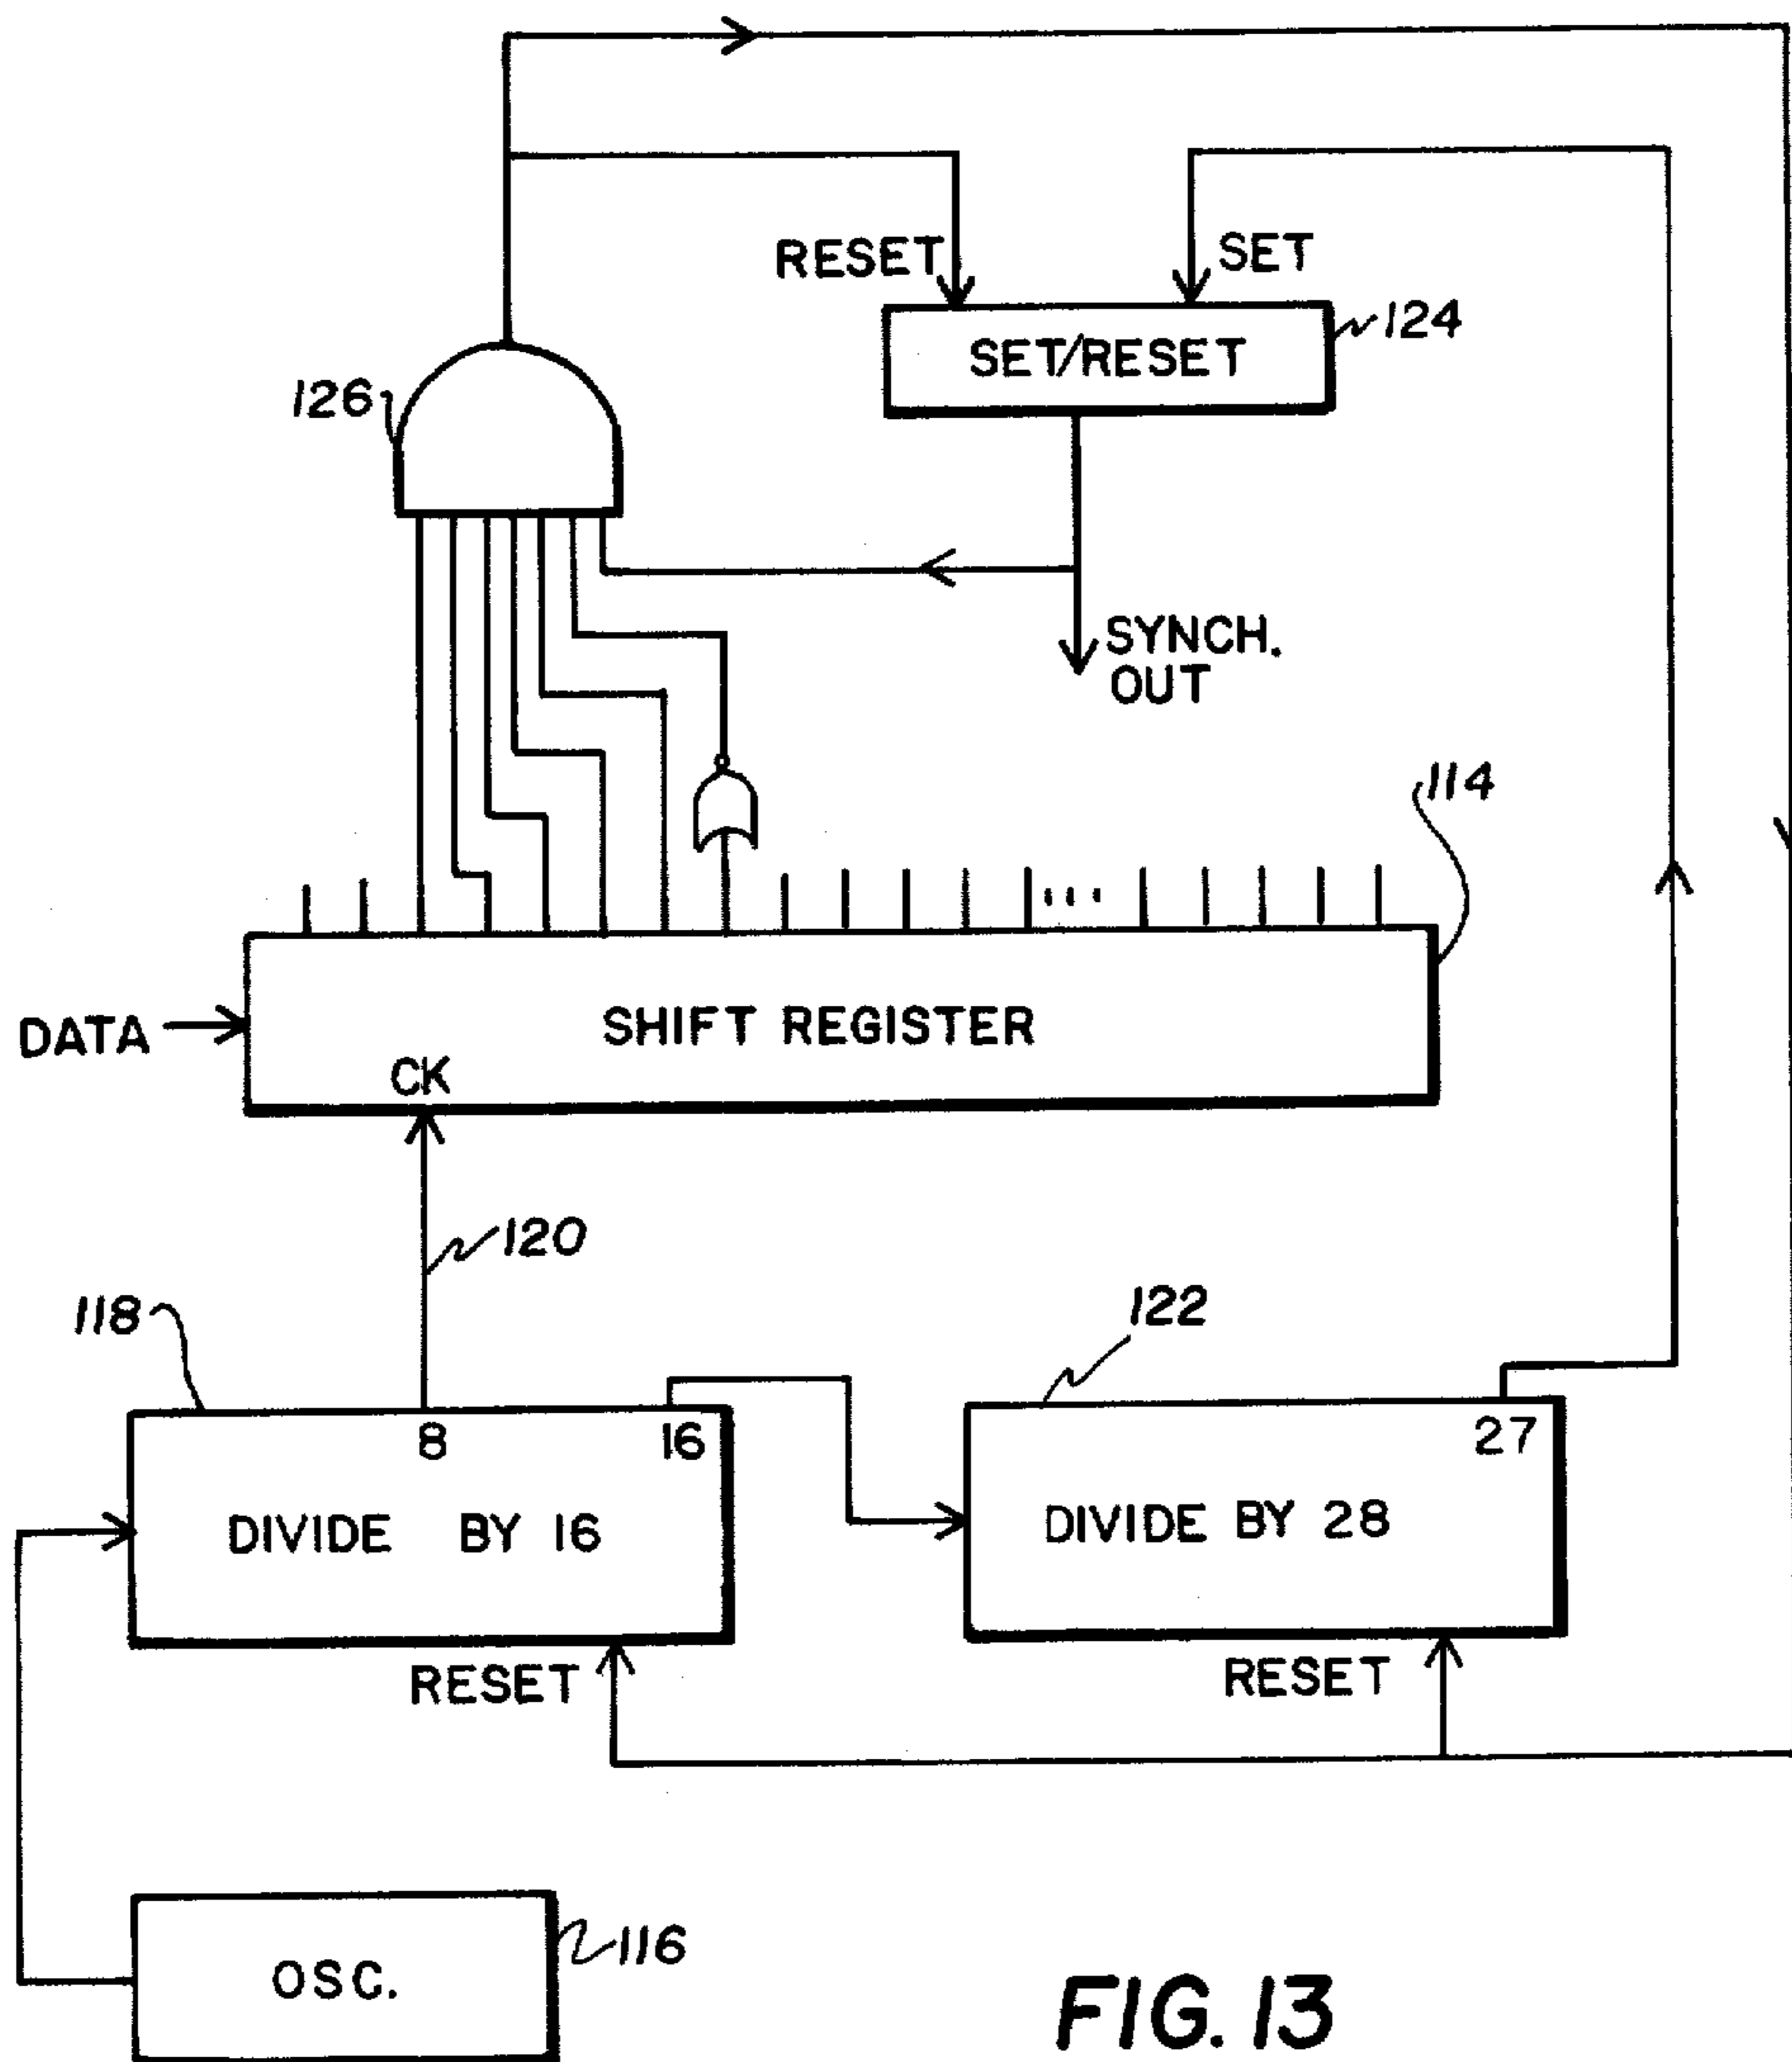 RESET
SET
SET/RESET
124
126
SYNCH.
OUT
114
DATA
SHIFT REGISTER
CK
120
118
122
8
16
27
DIVIDE BY 16
DIVIDE BY 28
RESET
RESET
OSC.
116
FIG. 13